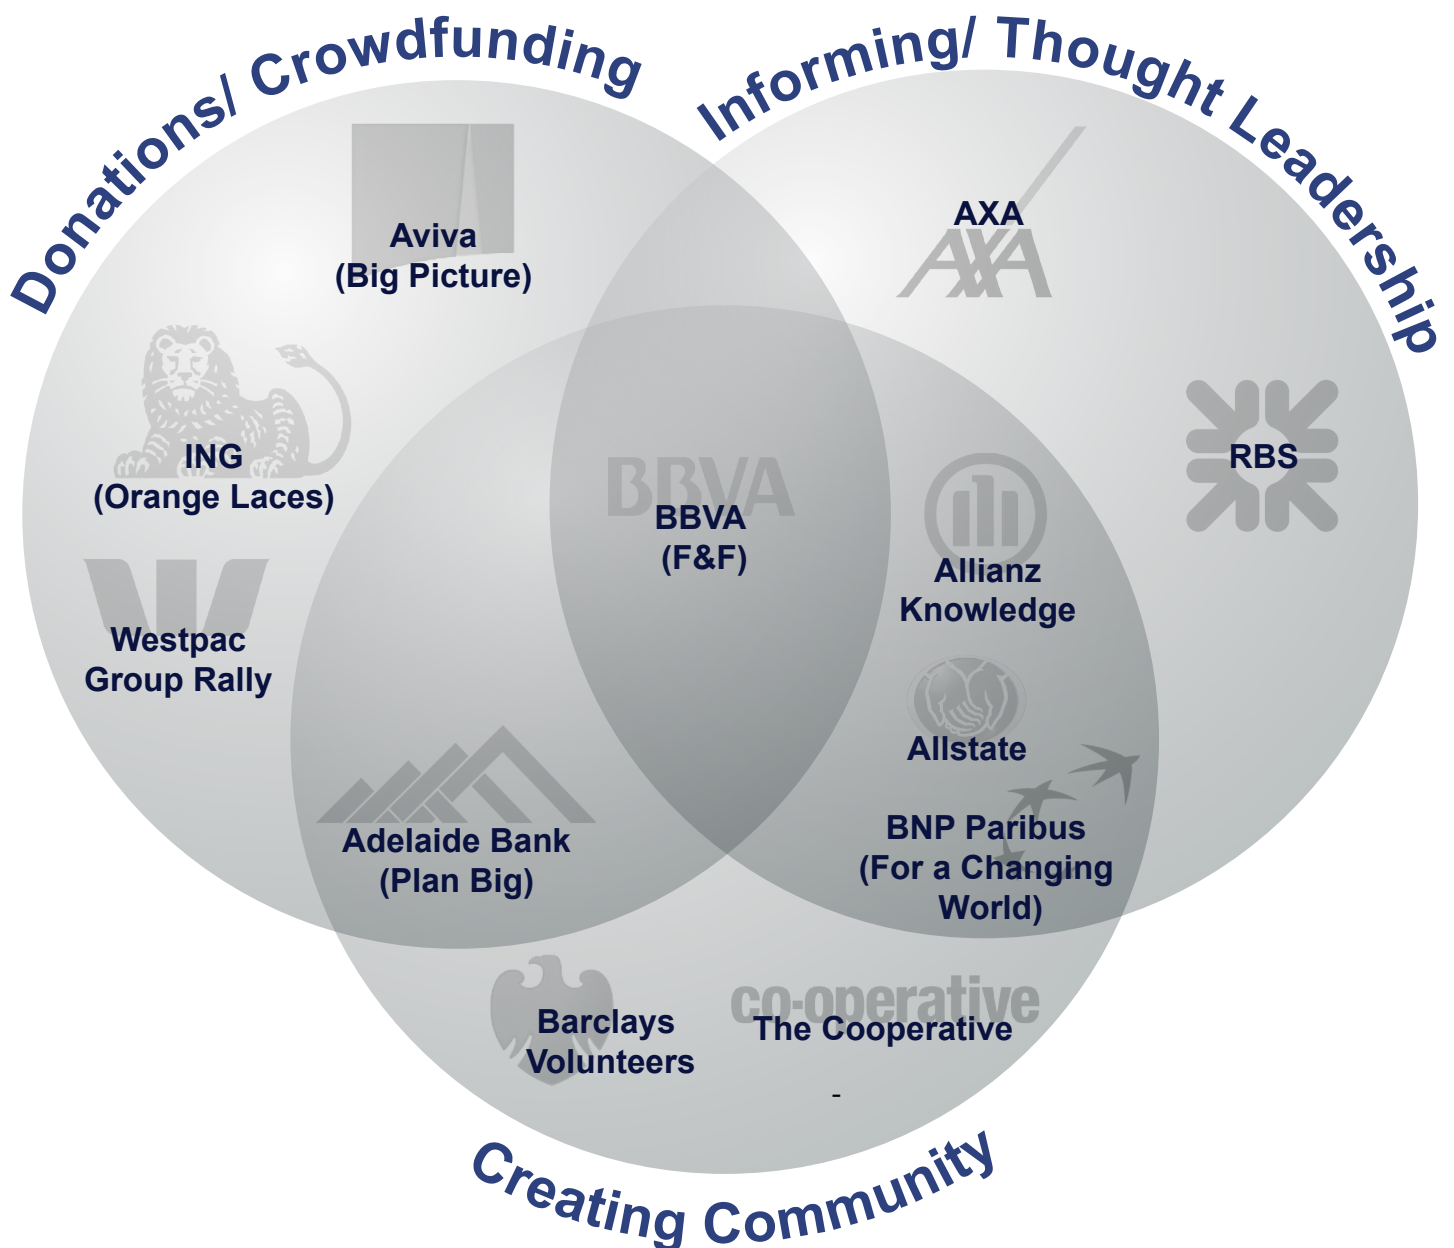 Donations/ Crowdfunding
Informing/ Thought Leadership
Aviva
(Big Picture)
AXA
AXA
ING
(Orange Laces)
RBS
BBVA
BBVA
(F&F)
Allianz
Knowledge
Westpac
Group Rally
Allstate
Adelaide Bank
(Plan Big)
BNP Paribus
(For a Changing
World)
Barclays
Volunteers
co-operative
The Cooperative
-
Creating Community